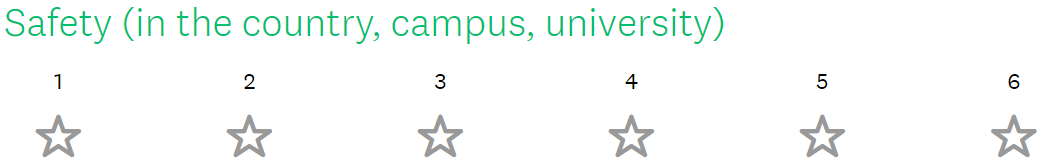 Safety (in the country, campus, university)
1 2 3 4 5 6